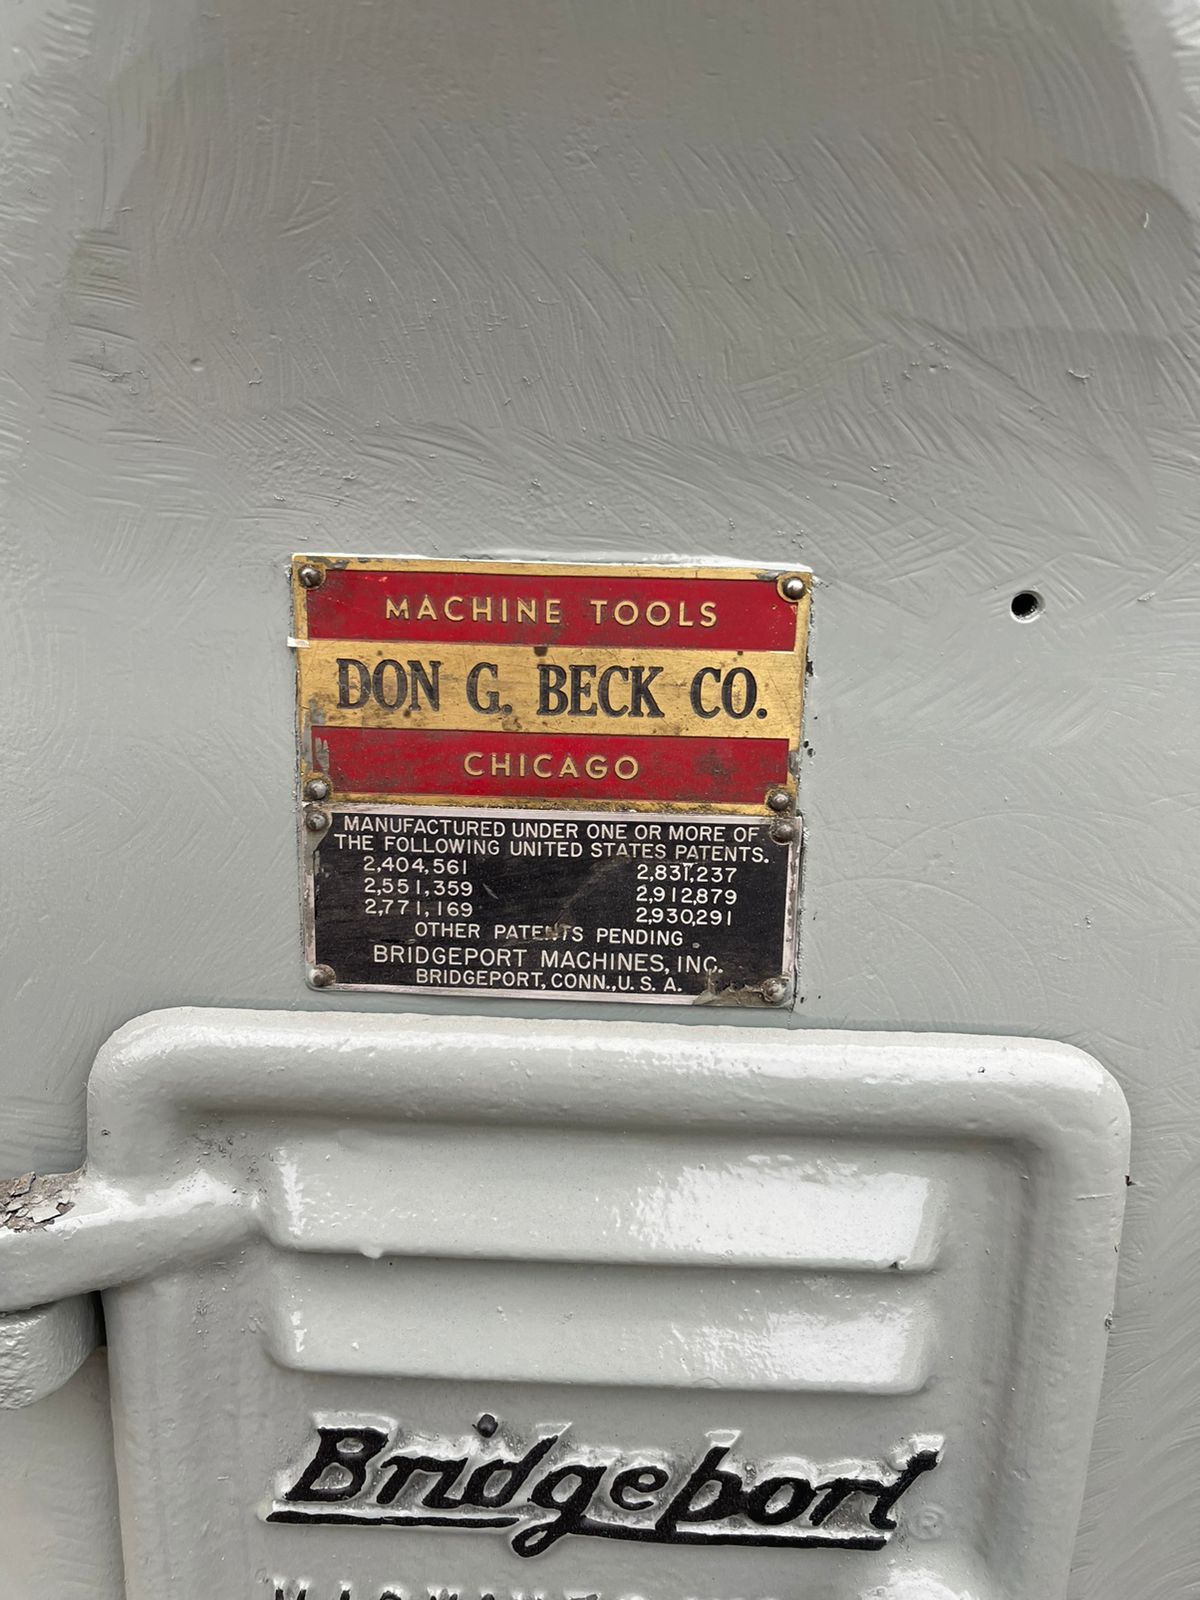 MACHINE TOOLS
DON G. BECK CO.
CHICAGO
MANUFACTURED UNDER ONE OR MORE OF
THE FOLLOWING UNITED STATES PATENTS.
2,404,561 2,831,237
2,551,359 2,912,879
2,771,169 2,930,291
OTHER PATENTS PENDING
BRIDGEPORT MACHINES, INC.
BRIDGEPORT, CONN., U. S. A.
Bridgeport ®